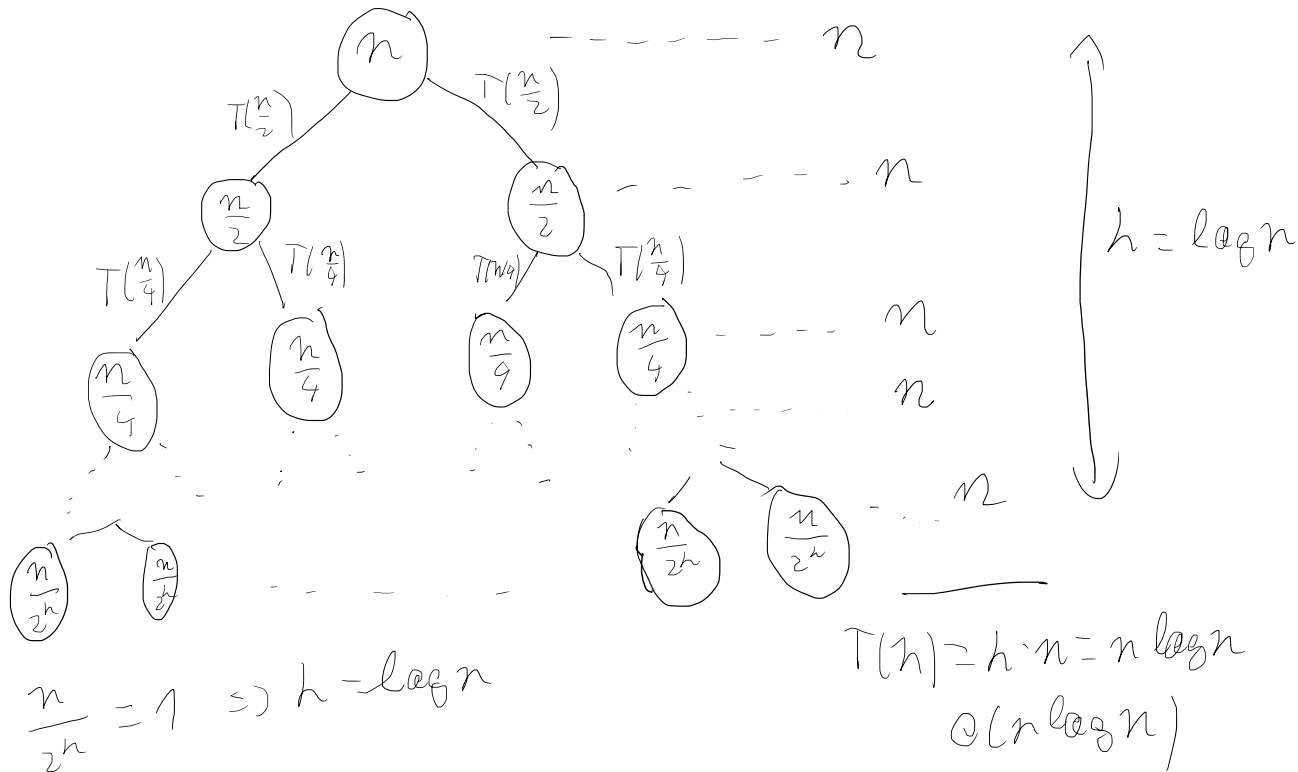 n ------ n
T(n/2) T(n/2)
n/2 n/2 ------ n
T(n/4) T(n/4) T(n/4) T(n/4)
h = log n
n/4 n/4 n/9 n/4 ---- n
---- n
n/2^h n/2^h ---- n/2^h n/2^h ---- n
T(n) = h · n = n log n
n/2^h = 1 => h = log n
Θ(n log n)